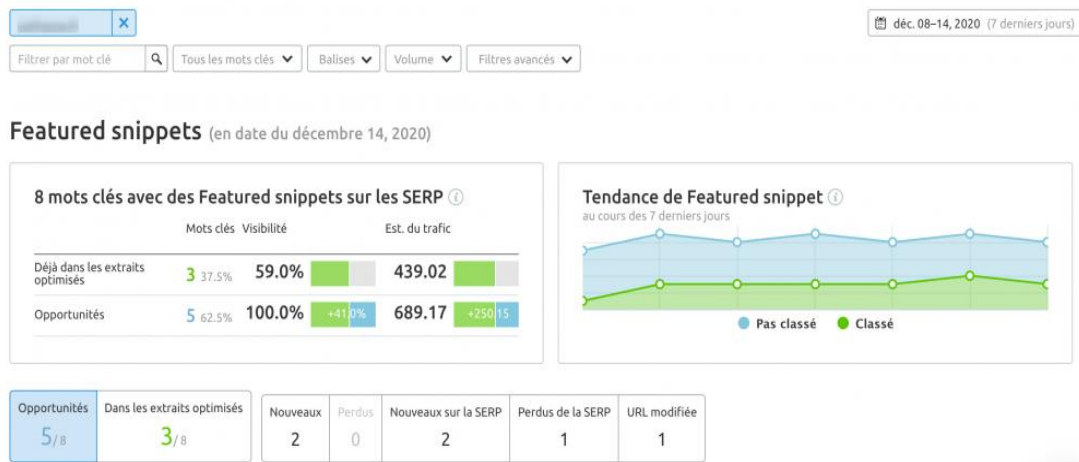 déc. 08–14, 2020 (7 derniers jours)
Filtrer par mot clé
Tous les mots clés
Balises
Volume
Filtres avancés
Featured snippets (en date du décembre 14, 2020)
8 mots clés avec des Featured snippets sur les SERP
Mots clés Visibilité Est. du trafic
Déjà dans les extraits optimisés 3 37.5% 59.0% 439.02
Opportunités 5 62.5% 100.0% +41.0% 689.17 +250.15
Tendance de Featured snippet
au cours des 7 derniers jours
Pas classé Classé
Opportunités Dans les extraits optimisés Nouveaux Perdus Nouveaux sur la SERP Perdus de la SERP URL modifiée
5/8 3/8 2 0 2 1 1